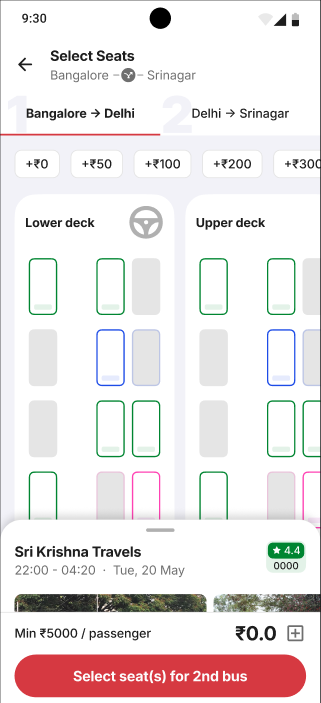 9:30
Select Seats
Bangalore – – Srinagar
1 Bangalore → Delhi
2 Delhi → Srinagar
+₹0 +₹50 +₹100 +₹200 +₹300
Lower deck
Upper deck
Sri Krishna Travels
★ 4.4
22:00 - 04:20 · Tue, 20 May
0000
Min ₹5000 / passenger
₹0.0
Select seat(s) for 2nd bus